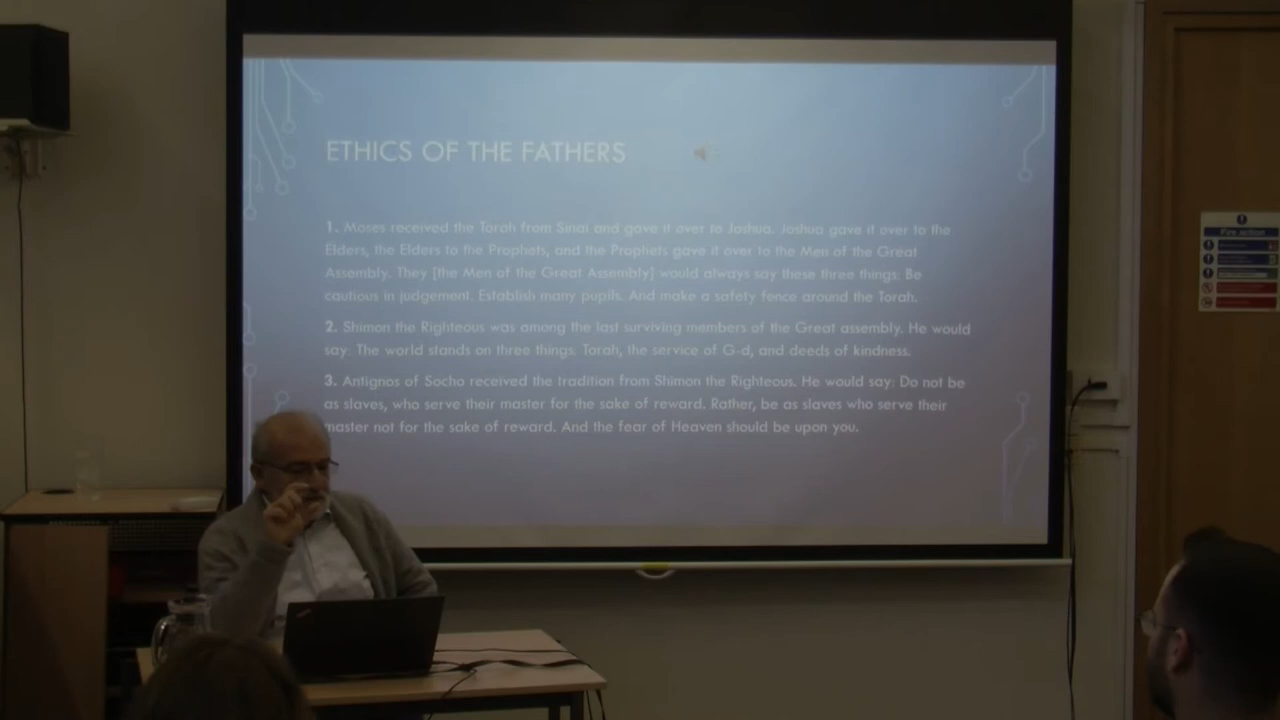 ETHICS OF THE FATHERS
1. Moses received the Torah from Sinai and gave it over to Joshua. Joshua gave it over to the
Elders, the Elders to the Prophets, and the Prophets gave it over to the Men of the Great
Assembly. They [the Men of the Great Assembly] would always say these three things: Be
cautious in judgement. Establish many pupils. And make a safety fence around the Torah.
2. Shimon the Righteous was among the last surviving members of the Great assembly. He would
say: The world stands on three things: Torah, the service of G-d, and deeds of kindness.
3. Antignos of Socho received the tradition from Shimon the Righteous. He would say: Do not be
as slaves, who serve their master for the sake of reward. Rather, be as slaves who serve their
master not for the sake of reward. And the fear of Heaven should be upon you.
Fire action